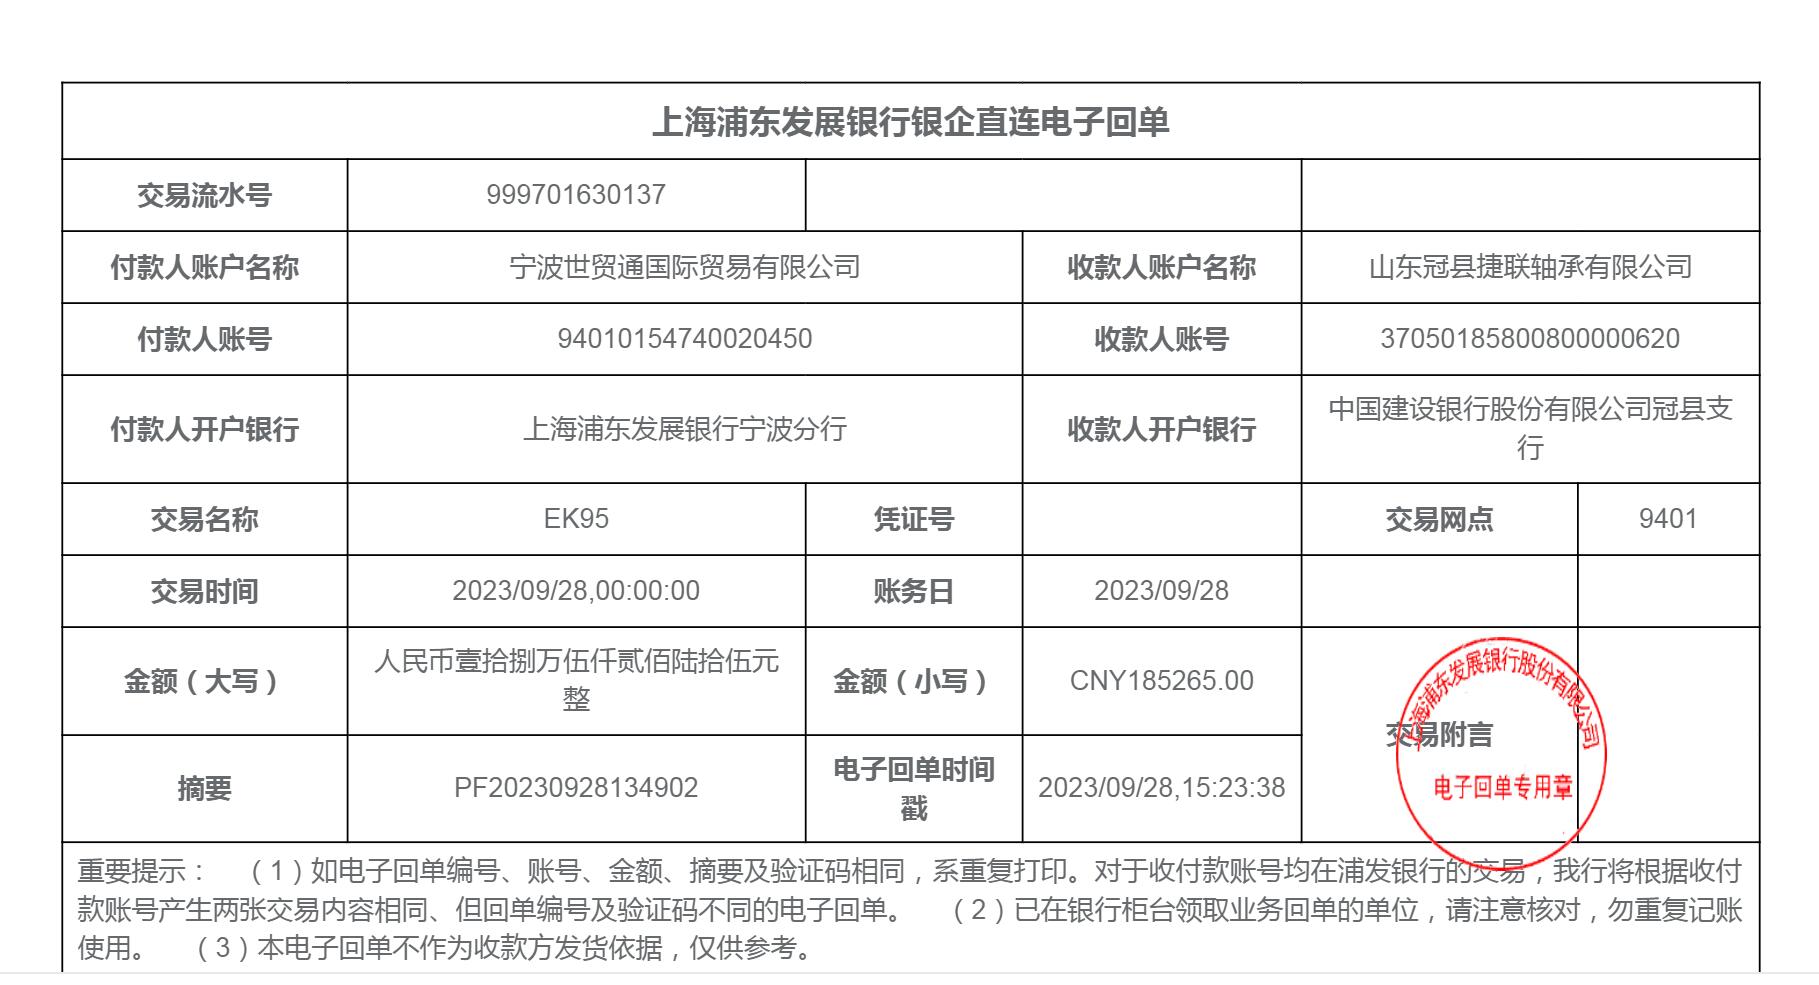 上海浦东发展银行银企直连电子回单
交易流水号 999701630137
付款人账户名称 宁波世贸通国际贸易有限公司 收款人账户名称 山东冠县捷联轴承有限公司
付款人账号 94010154740020450 收款人账号 37050185800800000620
付款人开户银行 上海浦东发展银行宁波分行 收款人开户银行 中国建设银行股份有限公司冠县支
行
交易名称 EK95 凭证号 交易网点 9401
交易时间 2023/09/28,00:00:00 账务日 2023/09/28
金额（大写） 人民币壹拾捌万伍仟贰佰陆拾伍元
整
金额（小写） CNY185265.00
交易附言
摘要 PF20230928134902 电子回单时间
戳
2023/09/28,15:23:38
上海浦东发展银行股份有限公司
电子回单专用章
重要提示： （1）如电子回单编号、账号、金额、摘要及验证码相同，系重复打印。对于收付款账号均在浦发银行的交易，我行将根据收付
款账号产生两张交易内容相同、但回单编号及验证码不同的电子回单。 （2）已在银行柜台领取业务回单的单位，请注意核对，勿重复记账
使用。 （3）本电子回单不作为收款方发货依据，仅供参考。